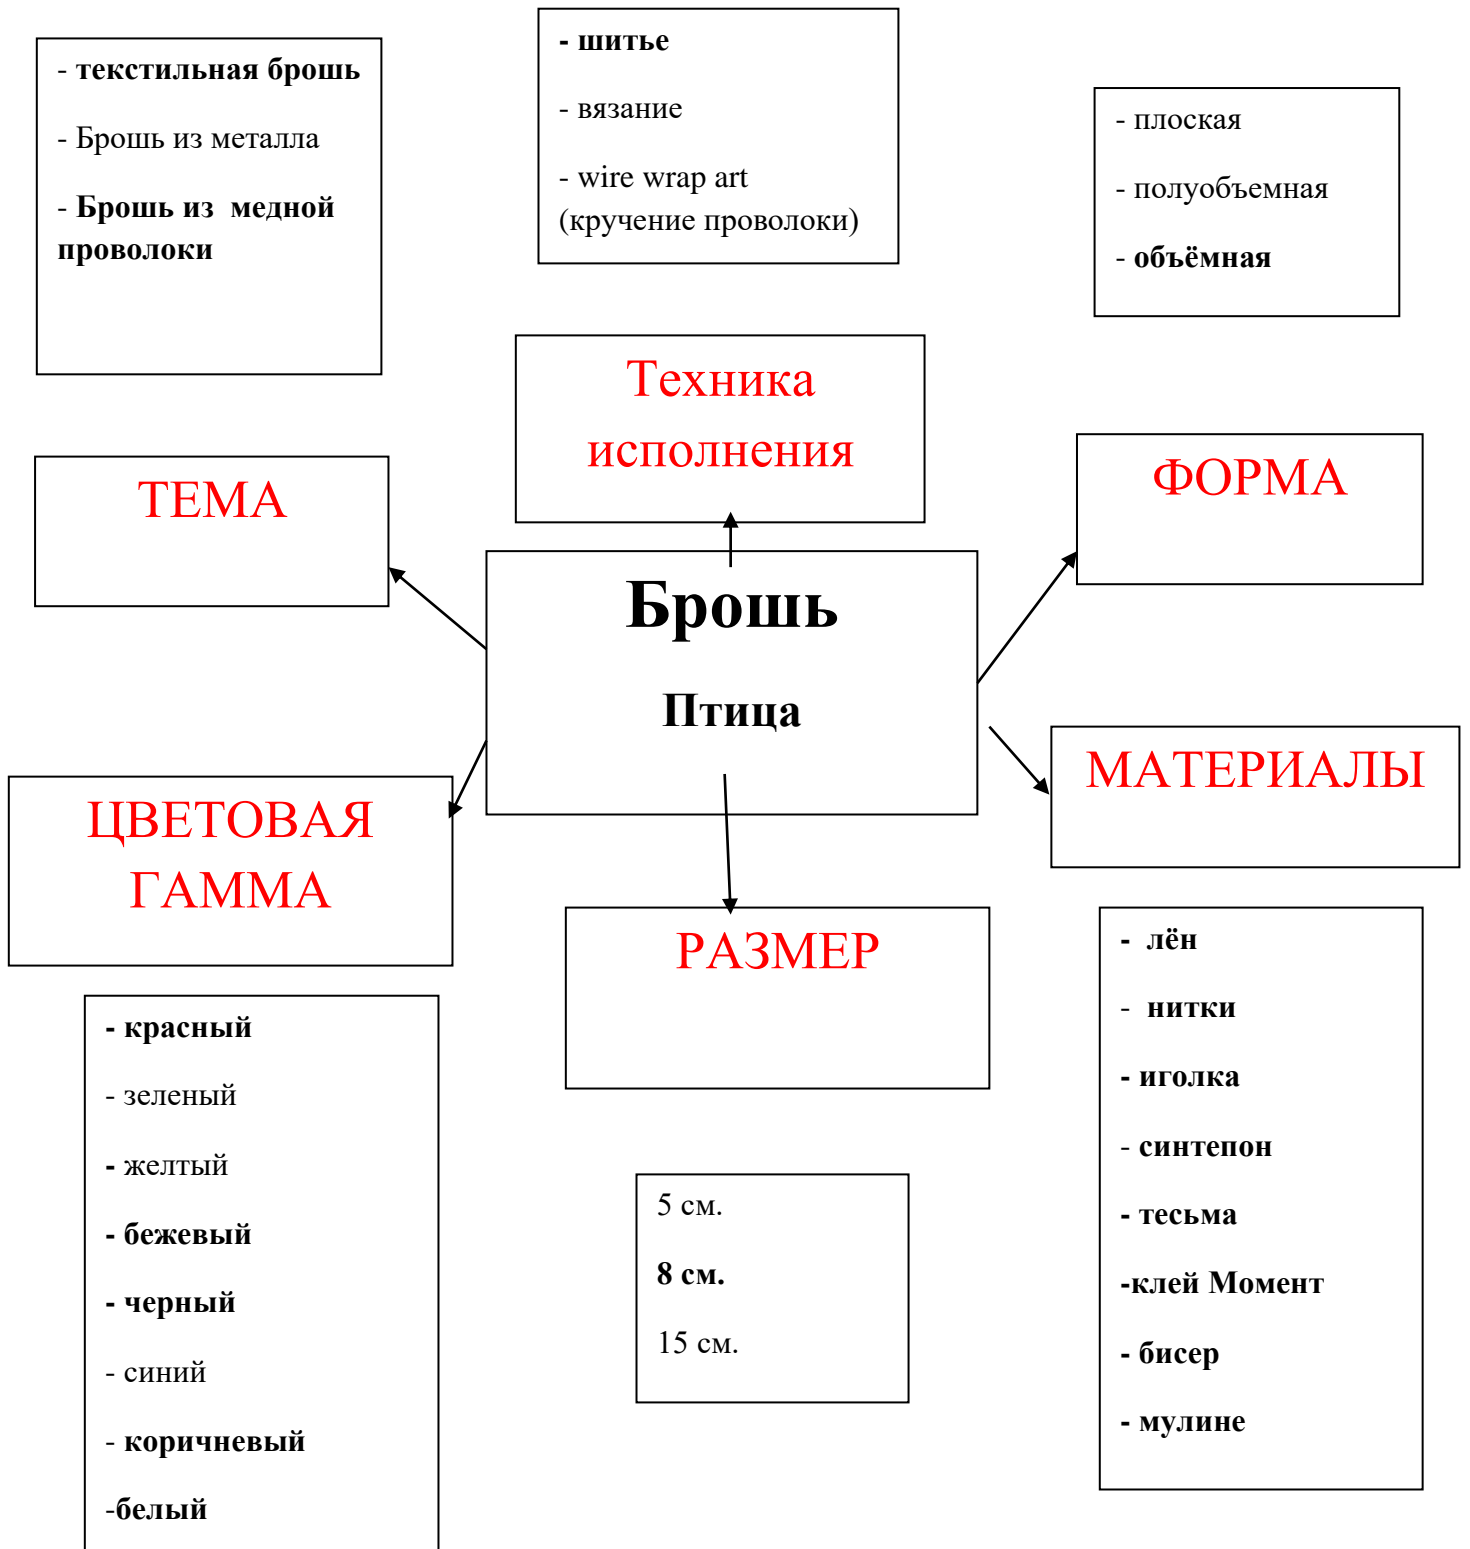 - текстильная брошь
- Брошь из металла
- Брошь из медной
проволоки
- шитье
- вязание
- wire wrap art
(кручение проволоки)
- плоская
- полуобъемная
- объёмная
Техника
исполнения
ТЕМА
ФОРМА
Брошь
Птица
МАТЕРИАЛЫ
ЦВЕТОВАЯ
ГАММА
РАЗМЕР
- красный
- зеленый
- желтый
- бежевый
- черный
- синий
- коричневый
-белый
5 см.
8 см.
15 см.
- лён
- нитки
- иголка
- синтепон
- тесьма
-клей Момент
- бисер
- мулине